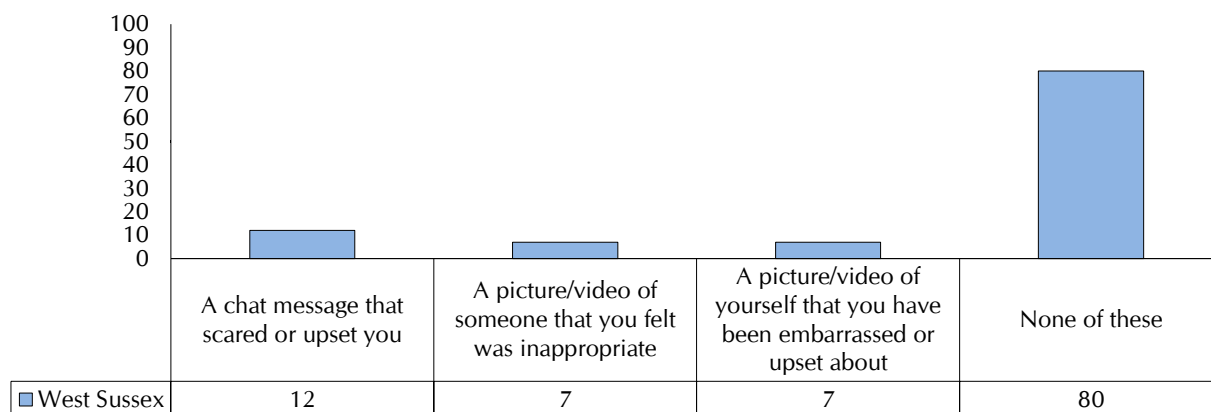 100
90
80
70
60
50
40
30
20
10
0
A chat message that
scared or upset you
A picture/video of
someone that you felt
was inappropriate
A picture/video of
yourself that you have
been embarrassed or
upset about
None of these
West Sussex 12 7 7 80